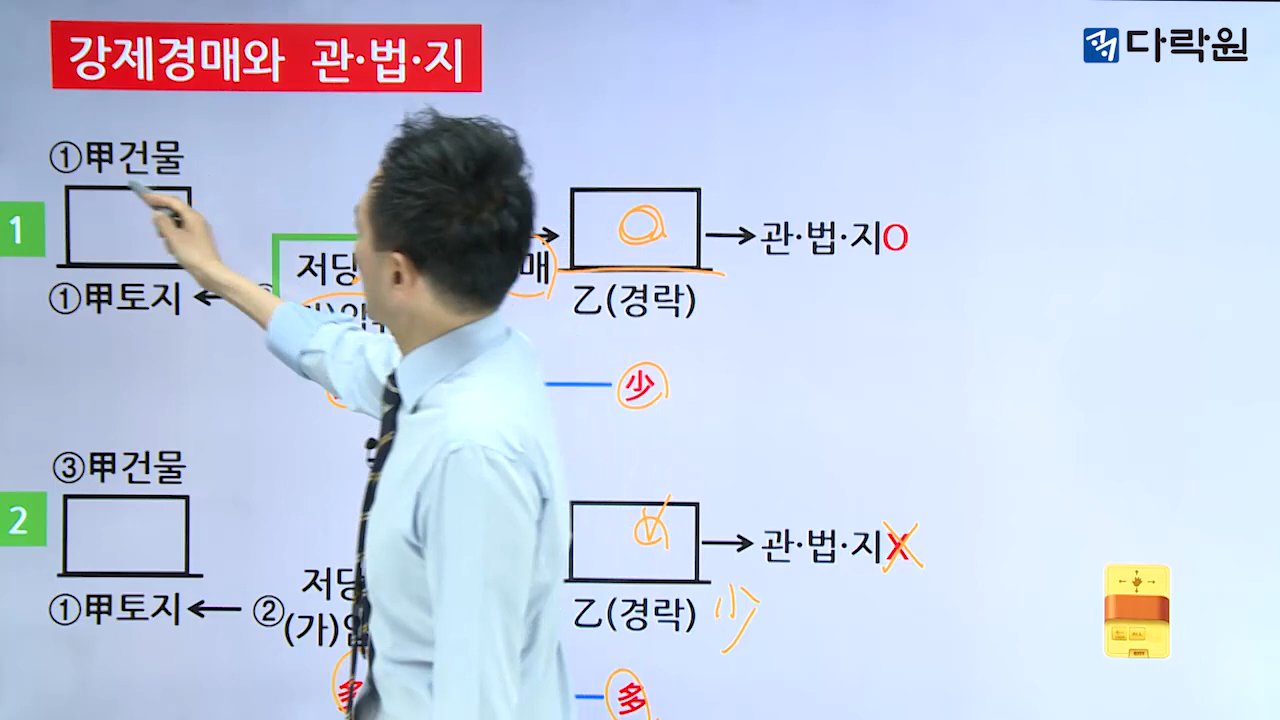 강제경매와 관·법·지
다락원
①甲건물
1
저당
매
관·법·지O
①甲토지
乙(경락)
少
③甲건물
2
관·법·지X
저당
①甲토지
②
(가)압
乙(경락)
少
多
多